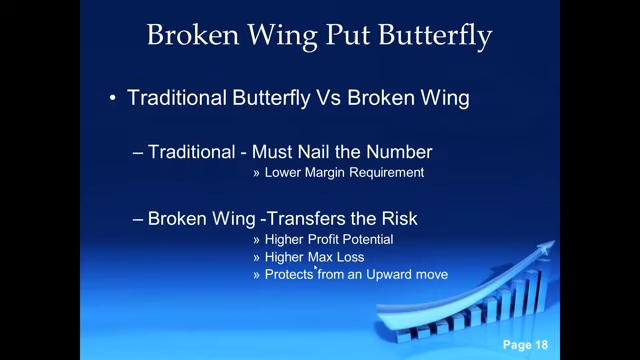 Broken Wing Put Butterfly
• Traditional Butterfly Vs Broken Wing
– Traditional - Must Nail the Number
» Lower Margin Requirement
– Broken Wing -Transfers the Risk
» Higher Profit Potential
» Higher Max Loss
» Protects from an Upward move
Page 18